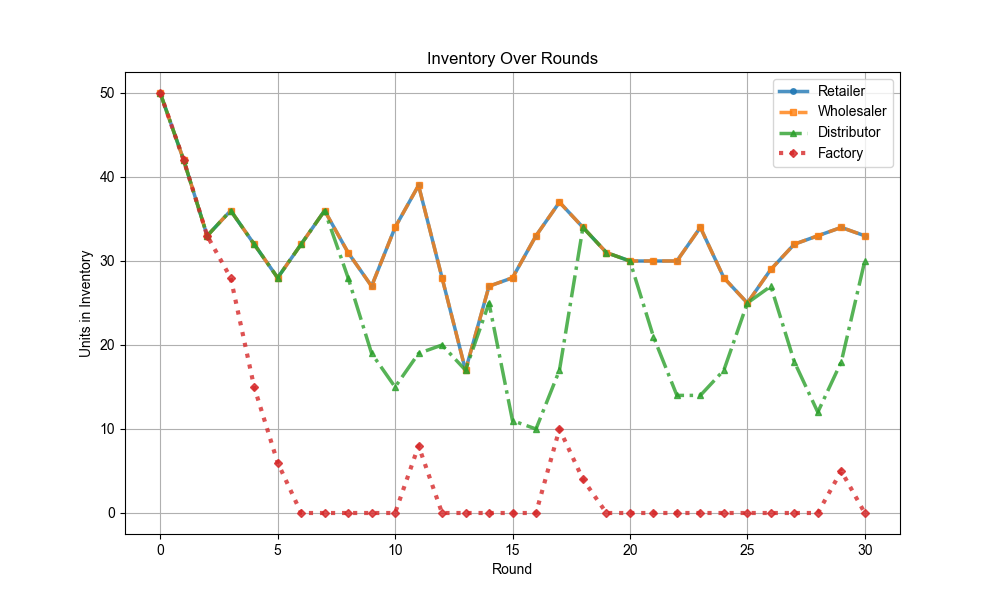 Inventory Over Rounds
Retailer
Wholesaler
Distributor
Factory
Units in Inventory
50
40
30
20
10
0
0 5 10 15 20 25 30
Round